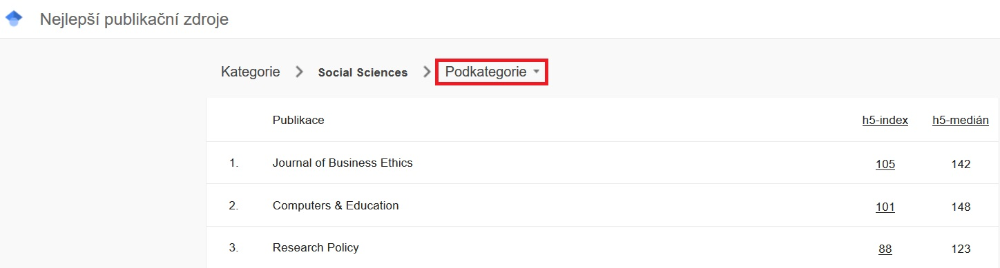 Nejlepší publikační zdroje
Kategorie Social Sciences Podkategorie
Publikace h5-index h5-medián
1. Journal of Business Ethics 105 142
2. Computers & Education 101 148
3. Research Policy 88 123